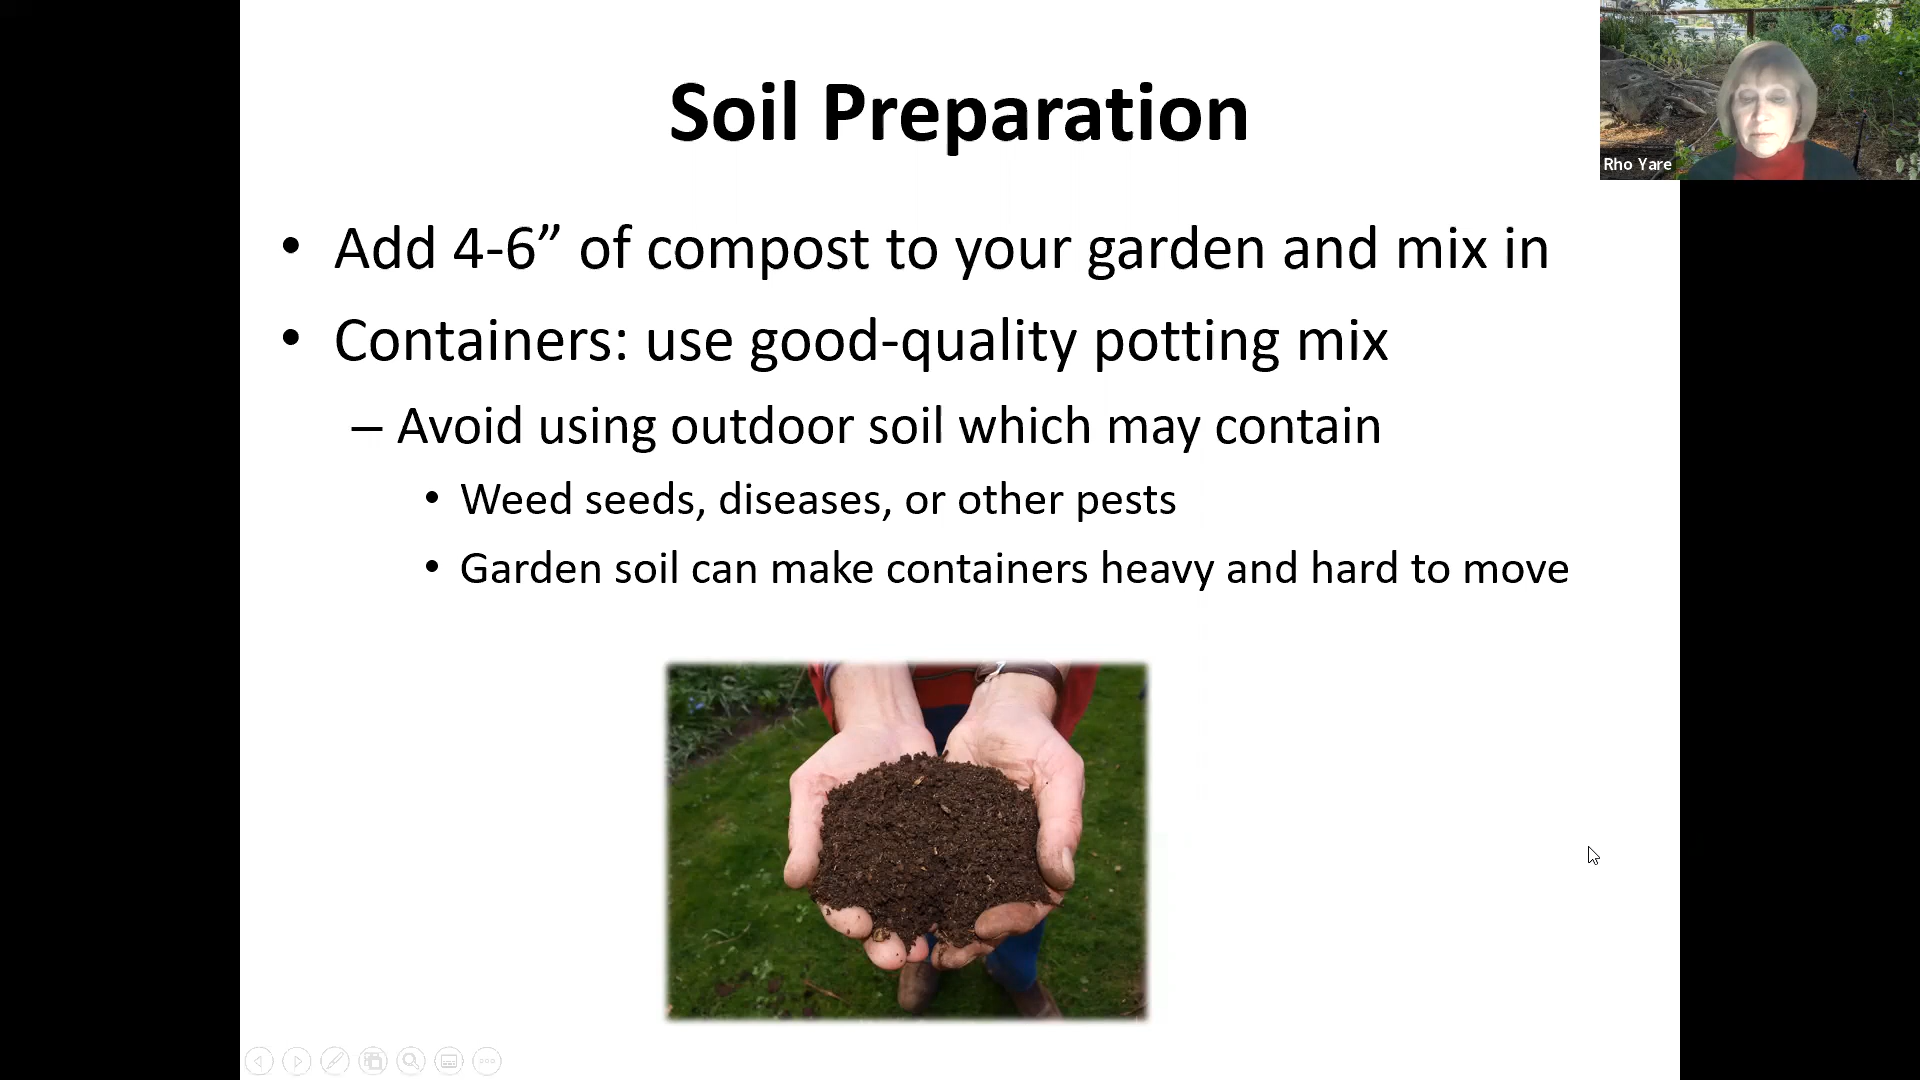 Soil Preparation
Rho Yare
• Add 4-6” of compost to your garden and mix in
• Containers: use good-quality potting mix
– Avoid using outdoor soil which may contain
• Weed seeds, diseases, or other pests
• Garden soil can make containers heavy and hard to move